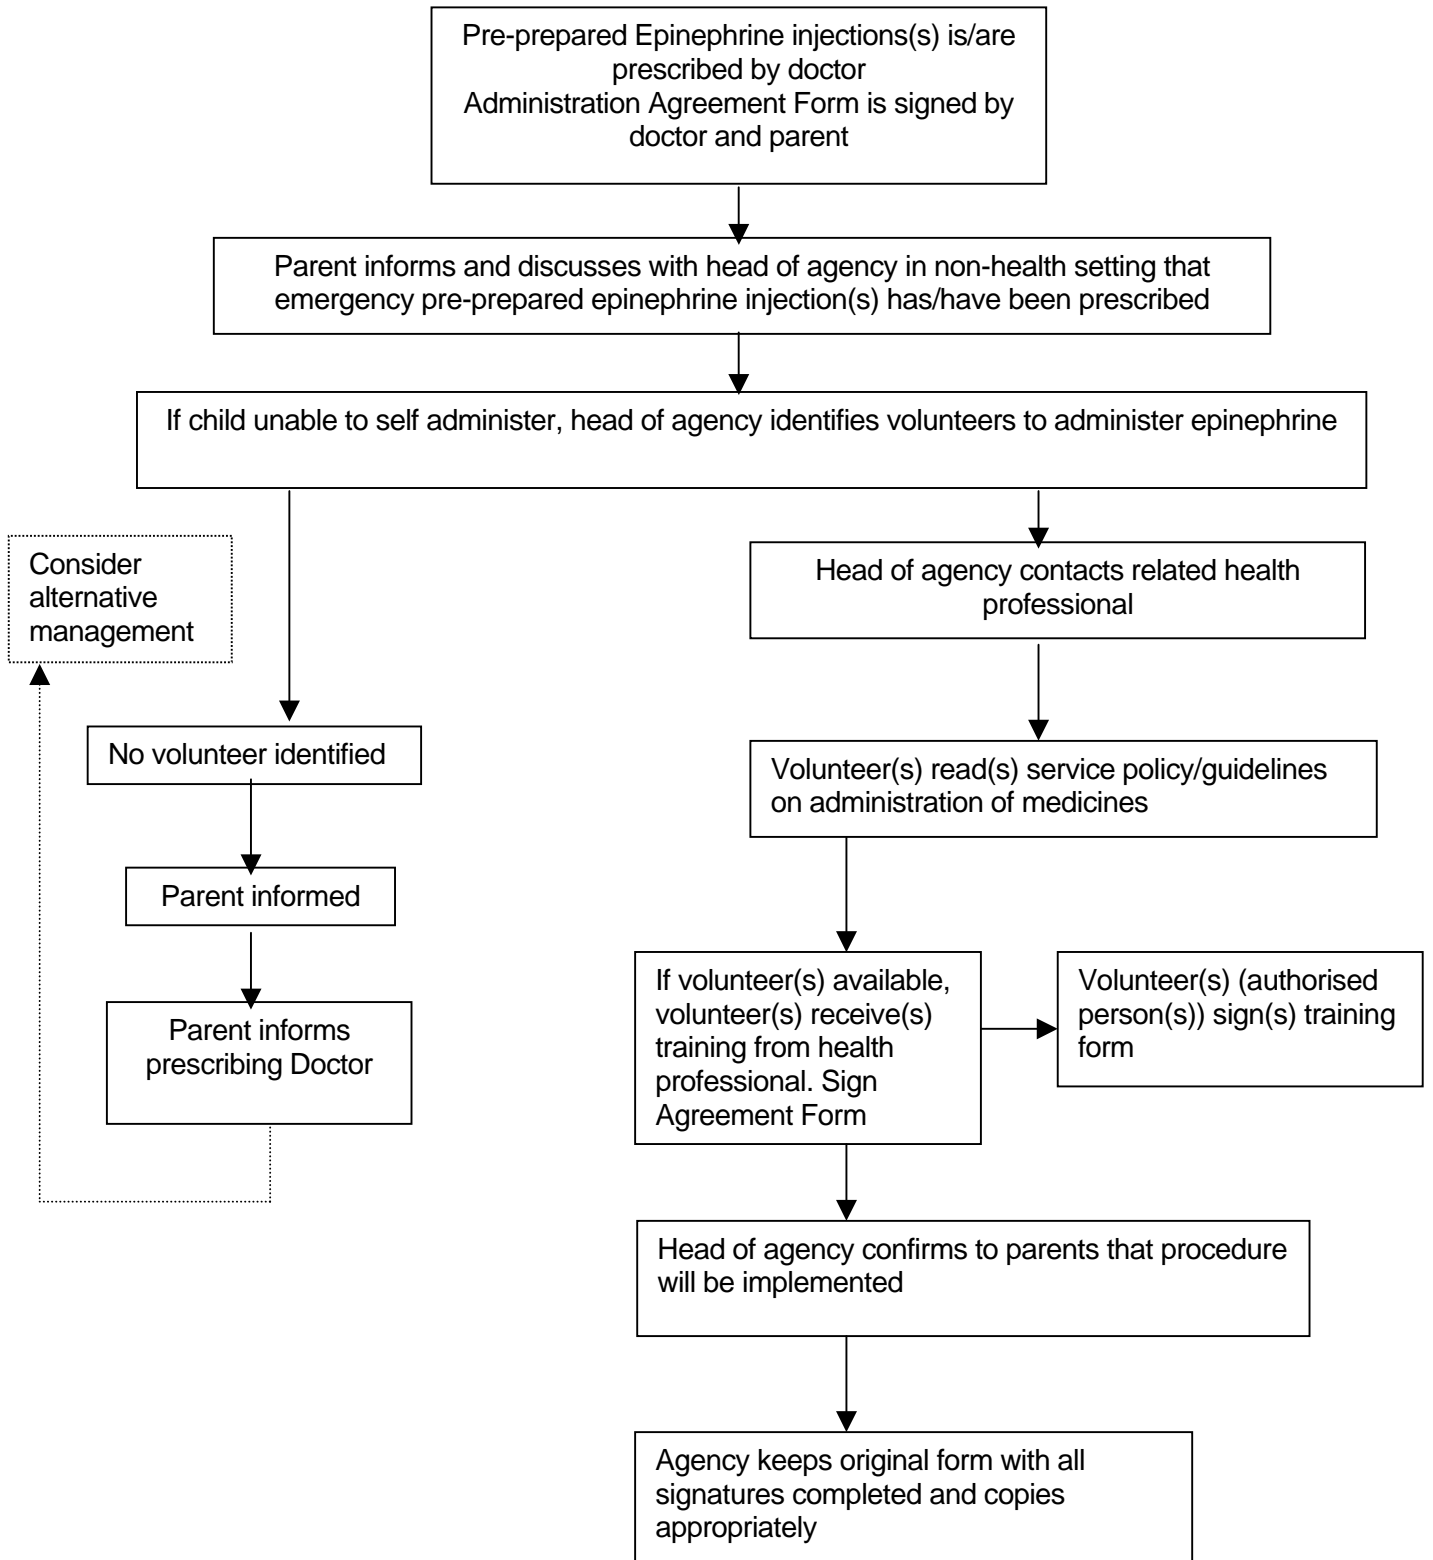 Pre-prepared Epinephrine injections(s) is/are
prescribed by doctor
Administration Agreement Form is signed by
doctor and parent
Parent informs and discusses with head of agency in non-health setting that
emergency pre-prepared epinephrine injection(s) has/have been prescribed
If child unable to self administer, head of agency identifies volunteers to administer epinephrine
Consider
alternative
management
Head of agency contacts related health
professional
No volunteer identified
Volunteer(s) read(s) service policy/guidelines
on administration of medicines
Parent informed
Parent informs
prescribing Doctor
If volunteer(s) available,
volunteer(s) receive(s)
training from health
professional. Sign
Agreement Form
Volunteer(s) (authorised
person(s)) sign(s) training
form
Head of agency confirms to parents that procedure
will be implemented
Agency keeps original form with all
signatures completed and copies
appropriately